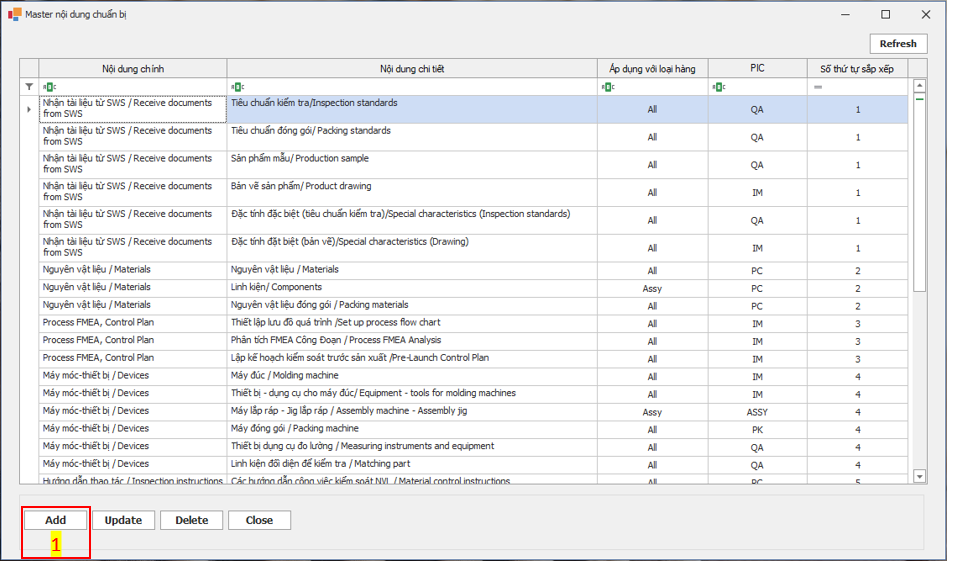 Master nội dung chuẩn bị
Refresh
Nội dung chính Nội dung chi tiết Áp dụng với loại hàng PIC Số thứ tự sắp xếp
Nhận tài liệu từ SWS / Receive documents from SWS Tiêu chuẩn kiểm tra/Inspection standards All QA 1
Nhận tài liệu từ SWS / Receive documents from SWS Tiêu chuẩn đóng gói/ Packing standards All QA 1
Nhận tài liệu từ SWS / Receive documents from SWS Sản phẩm mẫu/ Production sample All QA 1
Nhận tài liệu từ SWS / Receive documents from SWS Bản vẽ sản phẩm/ Product drawing All IM 1
Nhận tài liệu từ SWS / Receive documents from SWS Đặc tính đặc biệt (tiêu chuẩn kiểm tra)/Special characteristics (Inspection standards) All QA 1
Nhận tài liệu từ SWS / Receive documents from SWS Đặc tính đặt biệt (bản vẽ)/Special characteristics (Drawing) All IM 1
Nguyên vật liệu / Materials Nguyên vật liệu / Materials All PC 2
Nguyên vật liệu / Materials Linh kiện/ Components Assy PC 2
Nguyên vật liệu / Materials Nguyên vật liệu đóng gói / Packing materials All PC 2
Process FMEA, Control Plan Thiết lập lưu đồ quá trình /Set up process flow chart All IM 3
Process FMEA, Control Plan Phân tích FMEA Công Đoạn / Process FMEA Analysis All IM 3
Process FMEA, Control Plan Lập kế hoạch kiểm soát trước sản xuất /Pre-Launch Control Plan All IM 3
Máy móc-thiết bị / Devices Máy đúc / Molding machine All IM 4
Máy móc-thiết bị / Devices Thiết bị - dụng cụ cho máy đúc/ Equipment - tools for molding machines All IM 4
Máy móc-thiết bị / Devices Máy lắp ráp - Jig lắp ráp / Assembly machine - Assembly jig Assy ASSY 4
Máy móc-thiết bị / Devices Máy đóng gói / Packing machine All PK 4
Máy móc-thiết bị / Devices Thiết bị dụng cụ đo lường / Measuring instruments and equipment All QA 4
Máy móc-thiết bị / Devices Linh kiện đối diện để kiểm tra / Matching part All QA 4
Hướng dẫn thao tác / Inspection instructions Các hướng dẫn công việc kiểm soát NVL / Material control instructions All PC 5
Add Update Delete Close
1